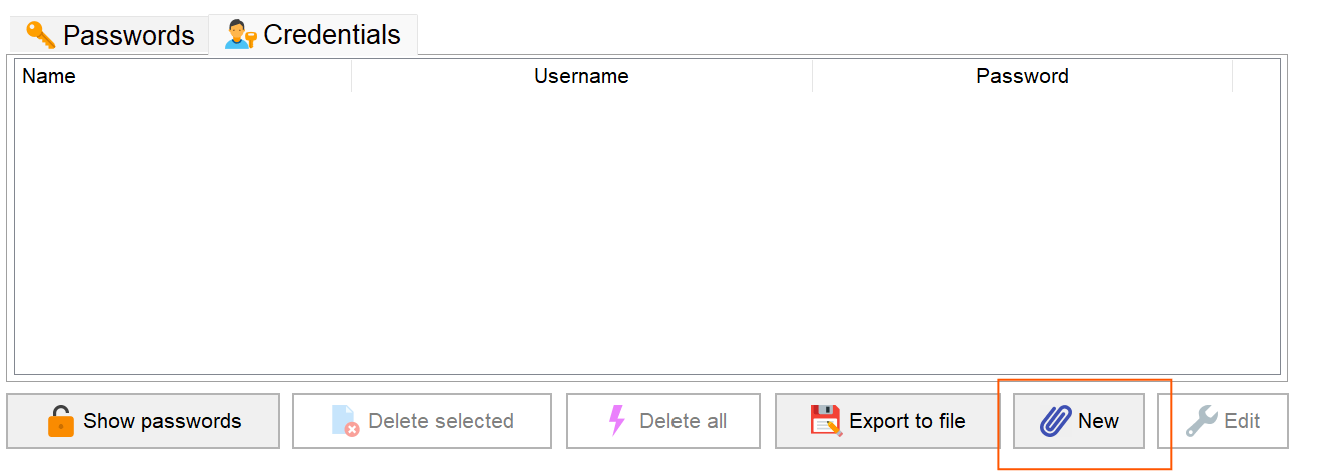 Passwords Credentials
Name Username Password
Show passwords Delete selected Delete all Export to file New Edit